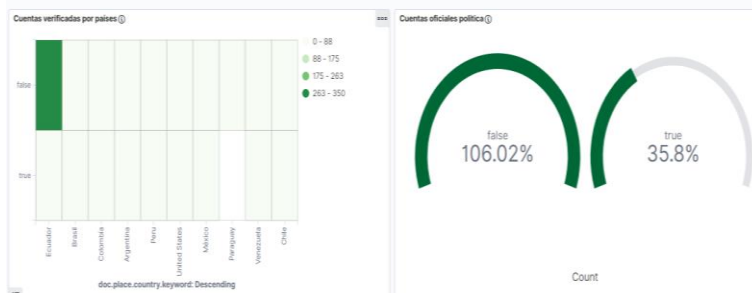 Cuentas verificadas por países
0 - 88
88 - 175
175 - 263
263 - 350
false
true
Ecuador
Brasil
Colombia
Argentina
Peru
United States
México
Paraguay
Venezuela
Chile
doc.place.country.keyword: Descending
Cuentas oficiales política
false
106.02%
true
35.8%
Count